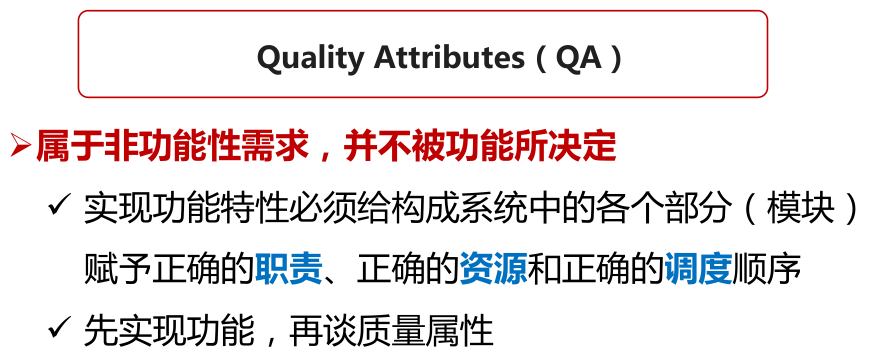 Quality Attributes（QA）
属于非功能性需求，并不被功能所决定
实现功能特性必须给构成系统中的各个部分（模块）
赋予正确的职责、正确的资源和正确的调度顺序
先实现功能，再谈质量属性